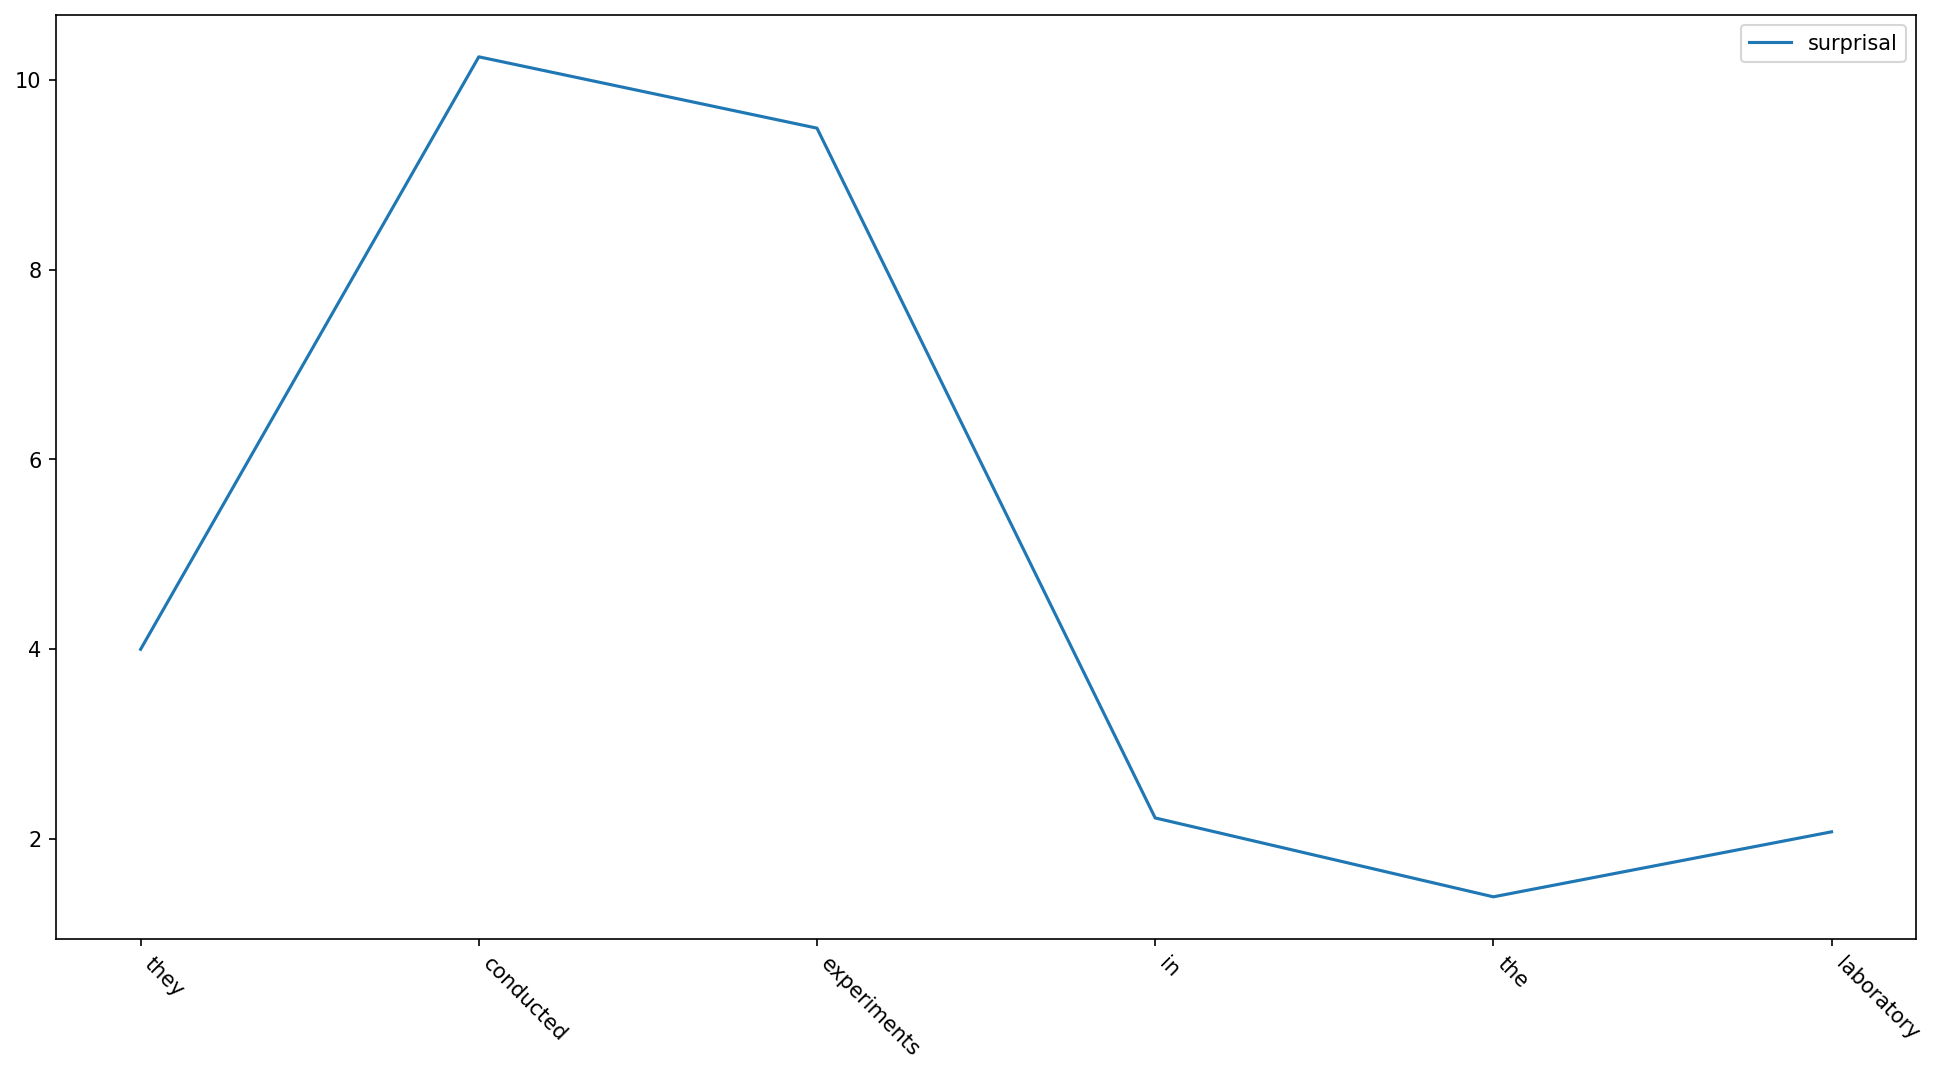 surprisal
10
8
6
4
2
they
conducted
experiments
in
the
laboratory